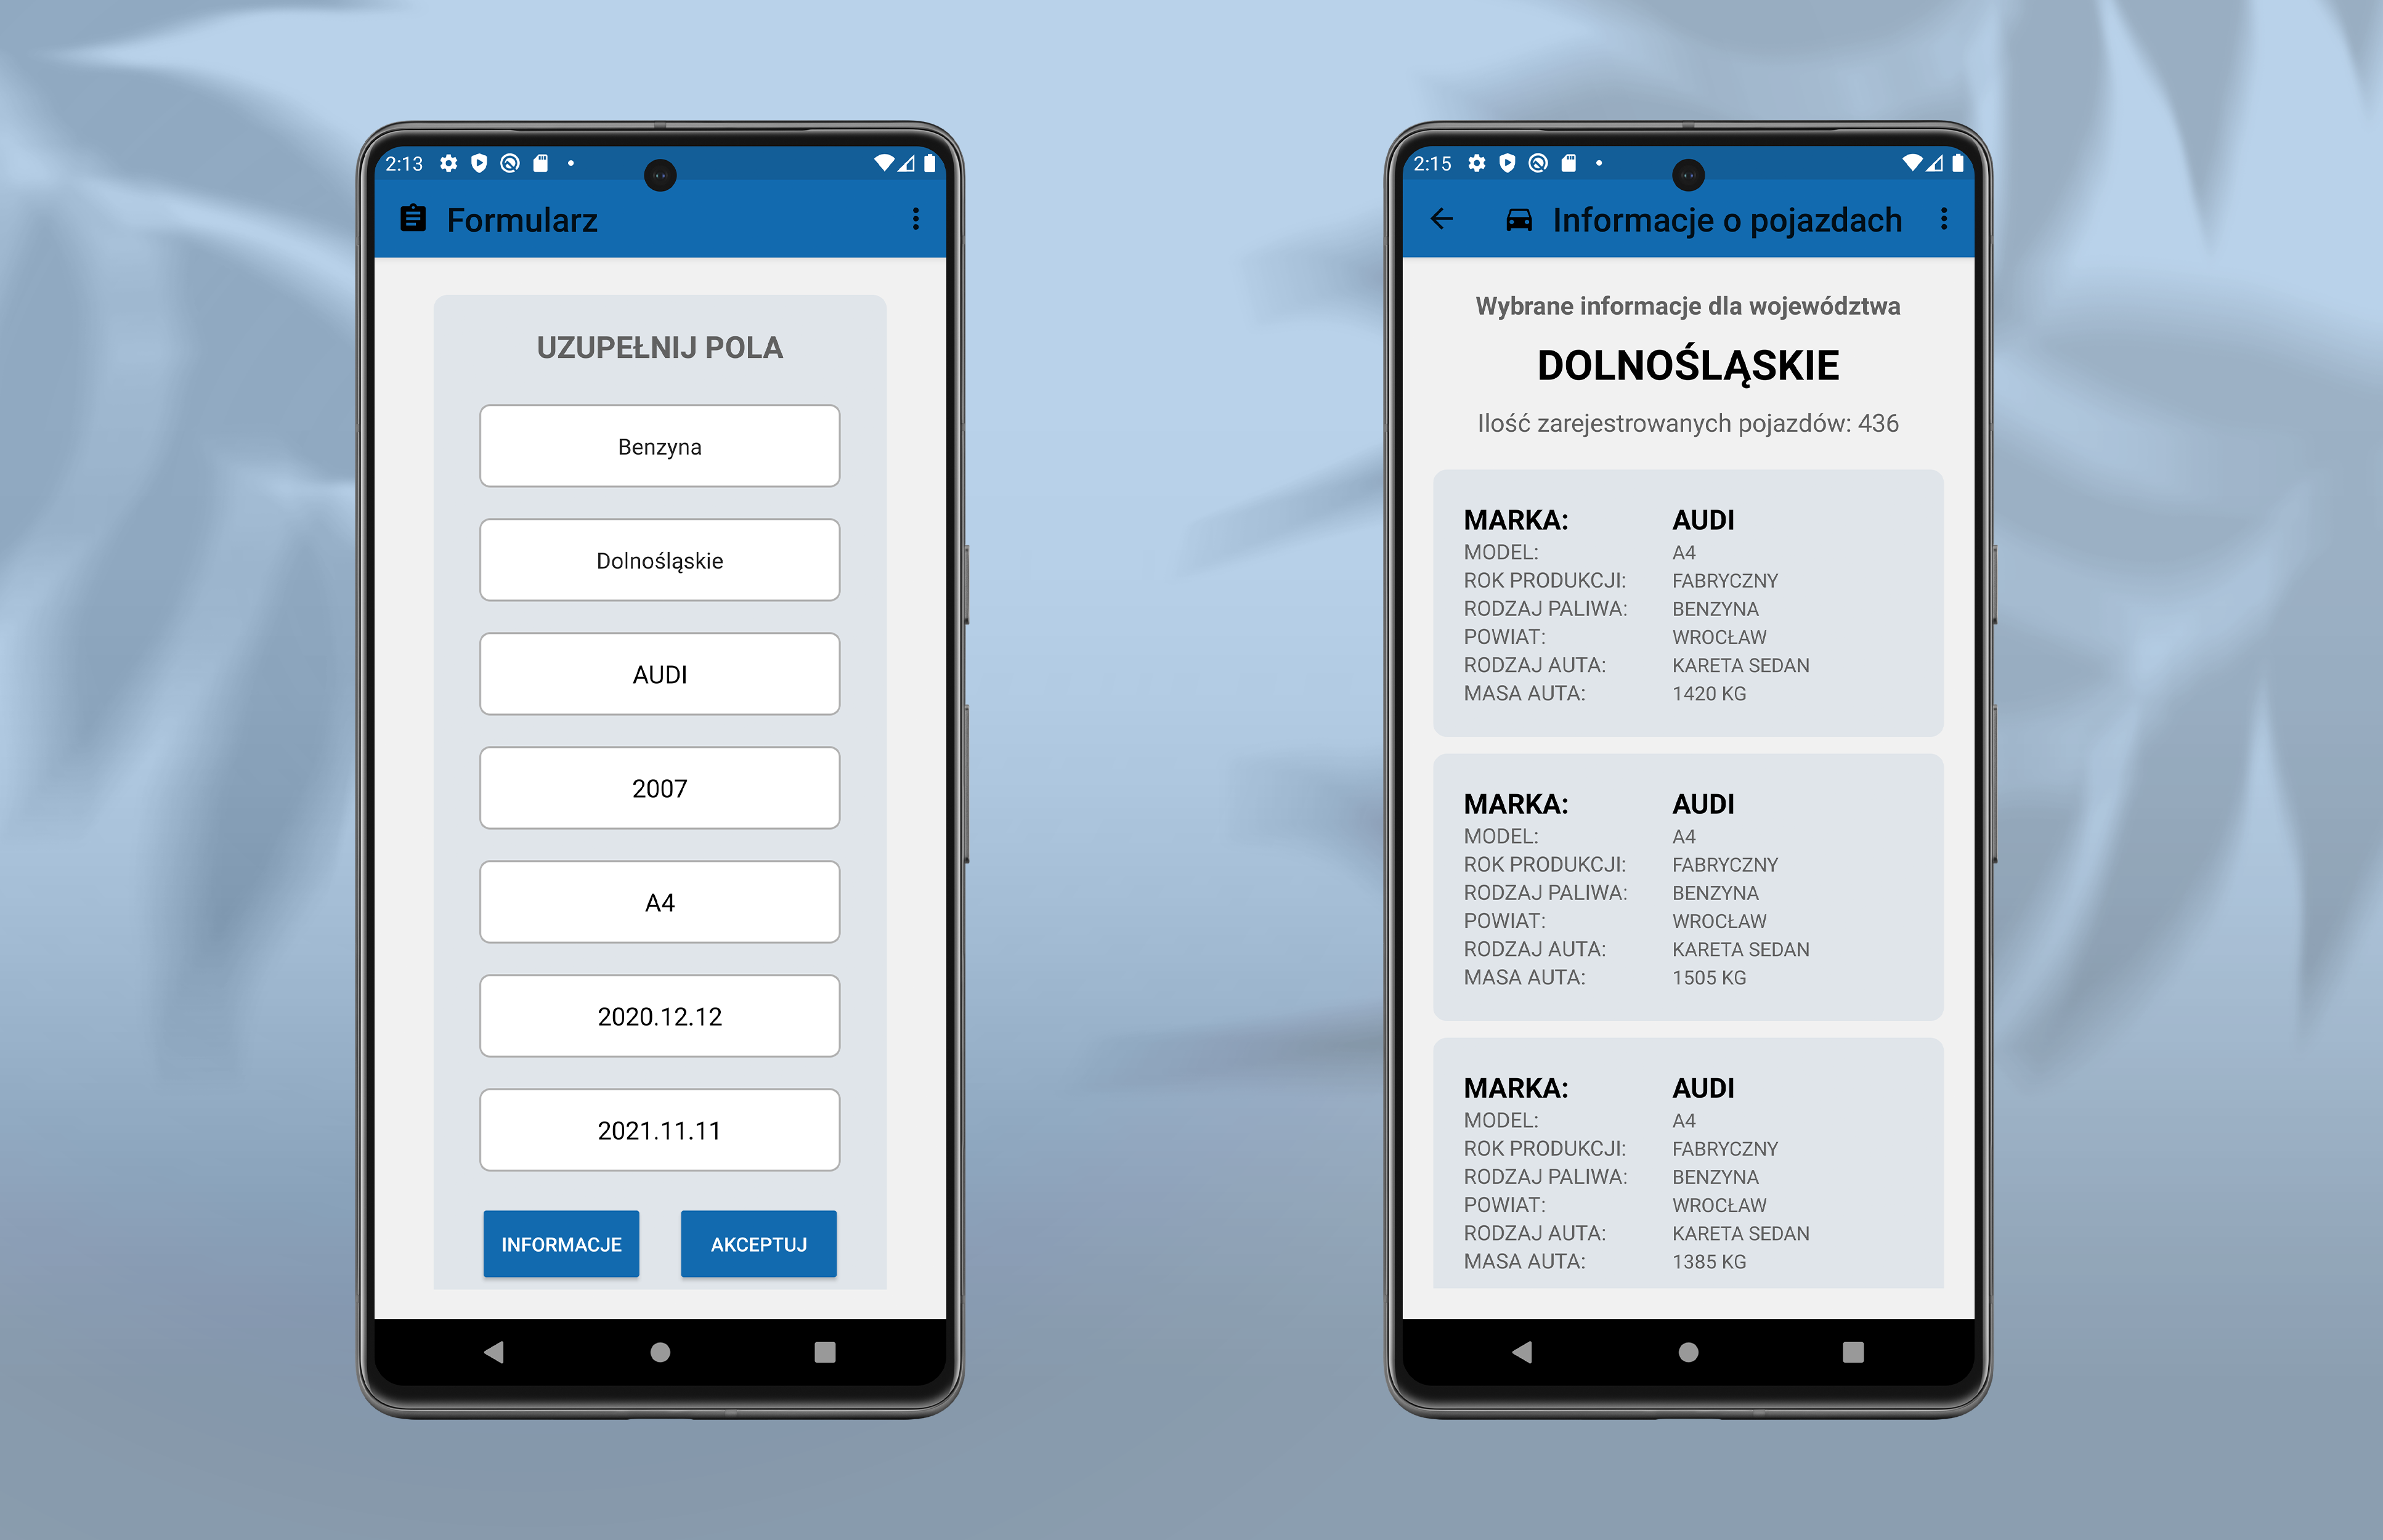 2:13
Formularz
UZUPEŁNIJ POLA
Benzyna
Dolnośląskie
AUDI
2007
A4
2020.12.12
2021.11.11
INFORMACJE AKCEPTUJ
2:15
Informacje o pojazdach
Wybrane informacje dla województwa
DOLNOŚLĄSKIE
Ilość zarejestrowanych pojazdów: 436
MARKA: AUDI
MODEL: A4
ROK PRODUKCJI: FABRYCZNY
RODZAJ PALIWA: BENZYNA
POWIAT: WROCŁAW
RODZAJ AUTA: KARETA SEDAN
MASA AUTA: 1420 KG
MARKA: AUDI
MODEL: A4
ROK PRODUKCJI: FABRYCZNY
RODZAJ PALIWA: BENZYNA
POWIAT: WROCŁAW
RODZAJ AUTA: KARETA SEDAN
MASA AUTA: 1505 KG
MARKA: AUDI
MODEL: A4
ROK PRODUKCJI: FABRYCZNY
RODZAJ PALIWA: BENZYNA
POWIAT: WROCŁAW
RODZAJ AUTA: KARETA SEDAN
MASA AUTA: 1385 KG